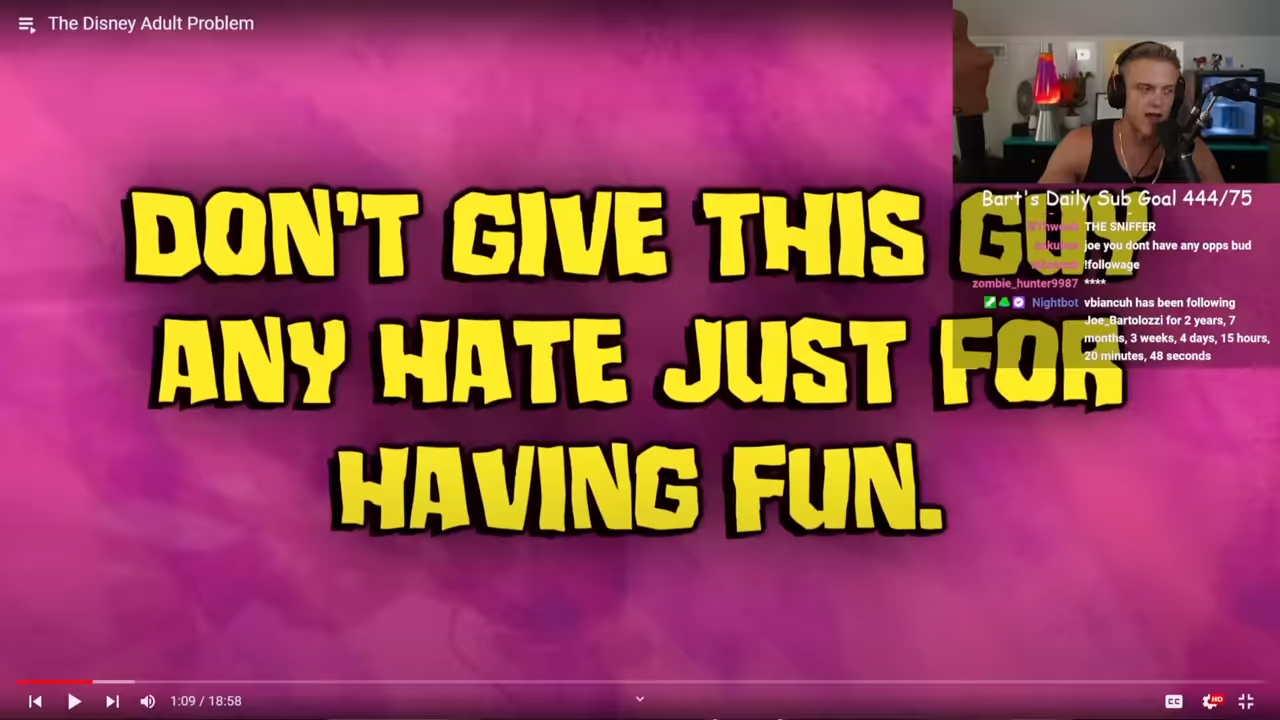 The Disney Adult Problem
DON'T GIVE THIS GUY
ANY HATE JUST FOR
HAVING FUN.
Bart's Daily Sub Goal 444/75
THE SNIFFER
joe you dont have any opps bud
!followage
zombie_hunter9987 ****
Nightbot vbiancuh has been following
Joe_Bartolozzi for 2 years, 7
months, 3 weeks, 4 days, 15 hours,
20 minutes, 48 seconds
1:09 / 18:58
CC
HD